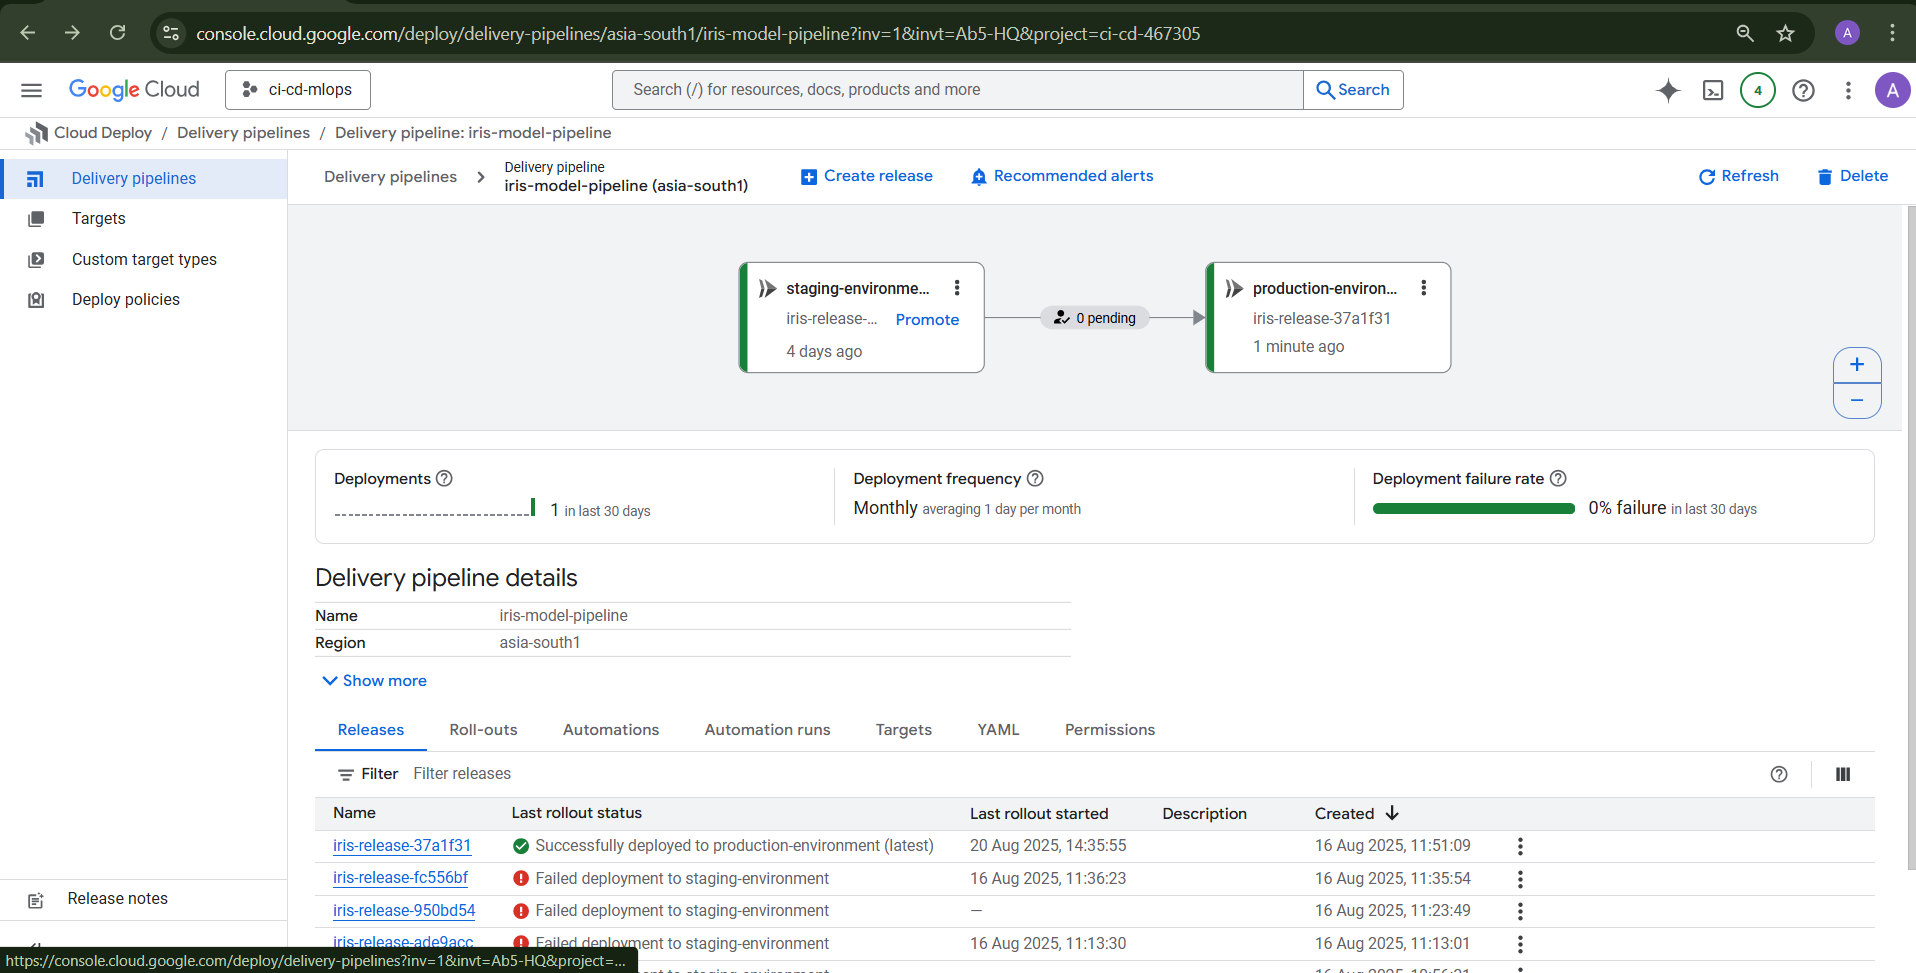 console.cloud.google.com/deploy/delivery-pipelines/asia-south1/iris-model-pipeline?inv=1&invt=Ab5-HQ&project=ci-cd-467305
A
Google Cloud
ci-cd-mlops
Search (/) for resources, docs, products and more
Search
4
A
Cloud Deploy / Delivery pipelines / Delivery pipeline: iris-model-pipeline
Delivery pipelines
Targets
Custom target types
Deploy policies
Release notes
Delivery pipelines
Delivery pipeline
iris-model-pipeline (asia-south1)
Create release
Recommended alerts
Refresh
Delete
staging-environme...
iris-release-...
Promote
4 days ago
0 pending
production-environ...
iris-release-37a1f31
1 minute ago
Deployments
1 in last 30 days
Deployment frequency
Monthly averaging 1 day per month
Deployment failure rate
0% failure in last 30 days
Delivery pipeline details
Name iris-model-pipeline
Region asia-south1
Show more
Releases Roll-outs Automations Automation runs Targets YAML Permissions
Filter Filter releases
Name Last rollout status Last rollout started Description Created
iris-release-37a1f31 Successfully deployed to production-environment (latest) 20 Aug 2025, 14:35:55 16 Aug 2025, 11:51:09
iris-release-fc556bf Failed deployment to staging-environment 16 Aug 2025, 11:36:23 16 Aug 2025, 11:35:54
iris-release-950bd54 Failed deployment to staging-environment — 16 Aug 2025, 11:23:49
iris-release-ade9acc Failed deployment to staging-environment 16 Aug 2025, 11:13:30 16 Aug 2025, 11:13:01
https://console.cloud.google.com/deploy/delivery-pipelines?inv=1&invt=Ab5-HQ&project=...